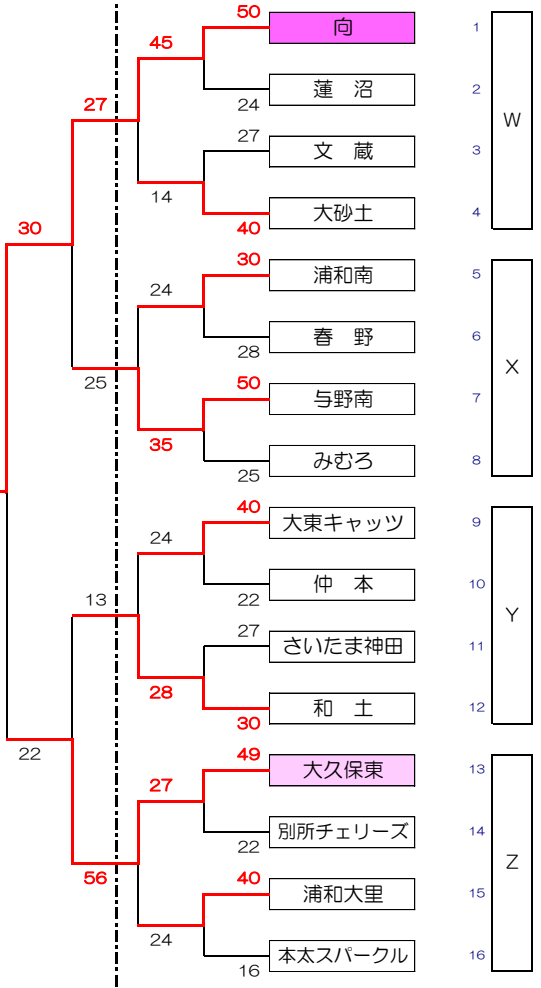 50
向
1
45
27
24
蓮 沼
2
W
27
文 蔵
3
14
40
大砂土
4
30
30
浦和南
5
24
28
春 野
6
X
25
50
与野南
7
35
25
みむろ
8
40
大東キャッツ
9
24
22
仲 本
10
13
Y
27
さいたま神田
11
28
30
和 土
12
22
49
大久保東
13
27
22
別所チェリーズ
14
56
Z
40
浦和大里
15
24
16
本太スパークル
16